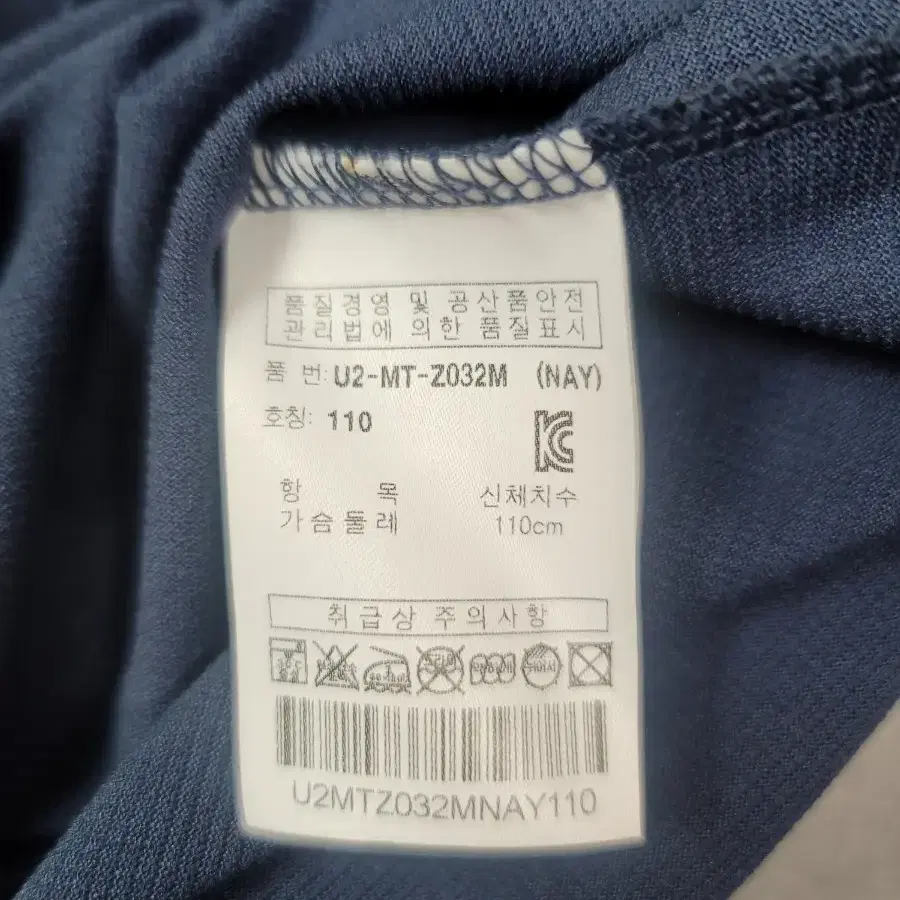 품질경영 및 공산품안전
관리법에 의한 품질표시
품 번: U2-MT-Z032M (NAY)
호칭: 110
항 목 신체치수
가슴둘레 110cm
취급상 주의사항
U2MTZ032MNAY110